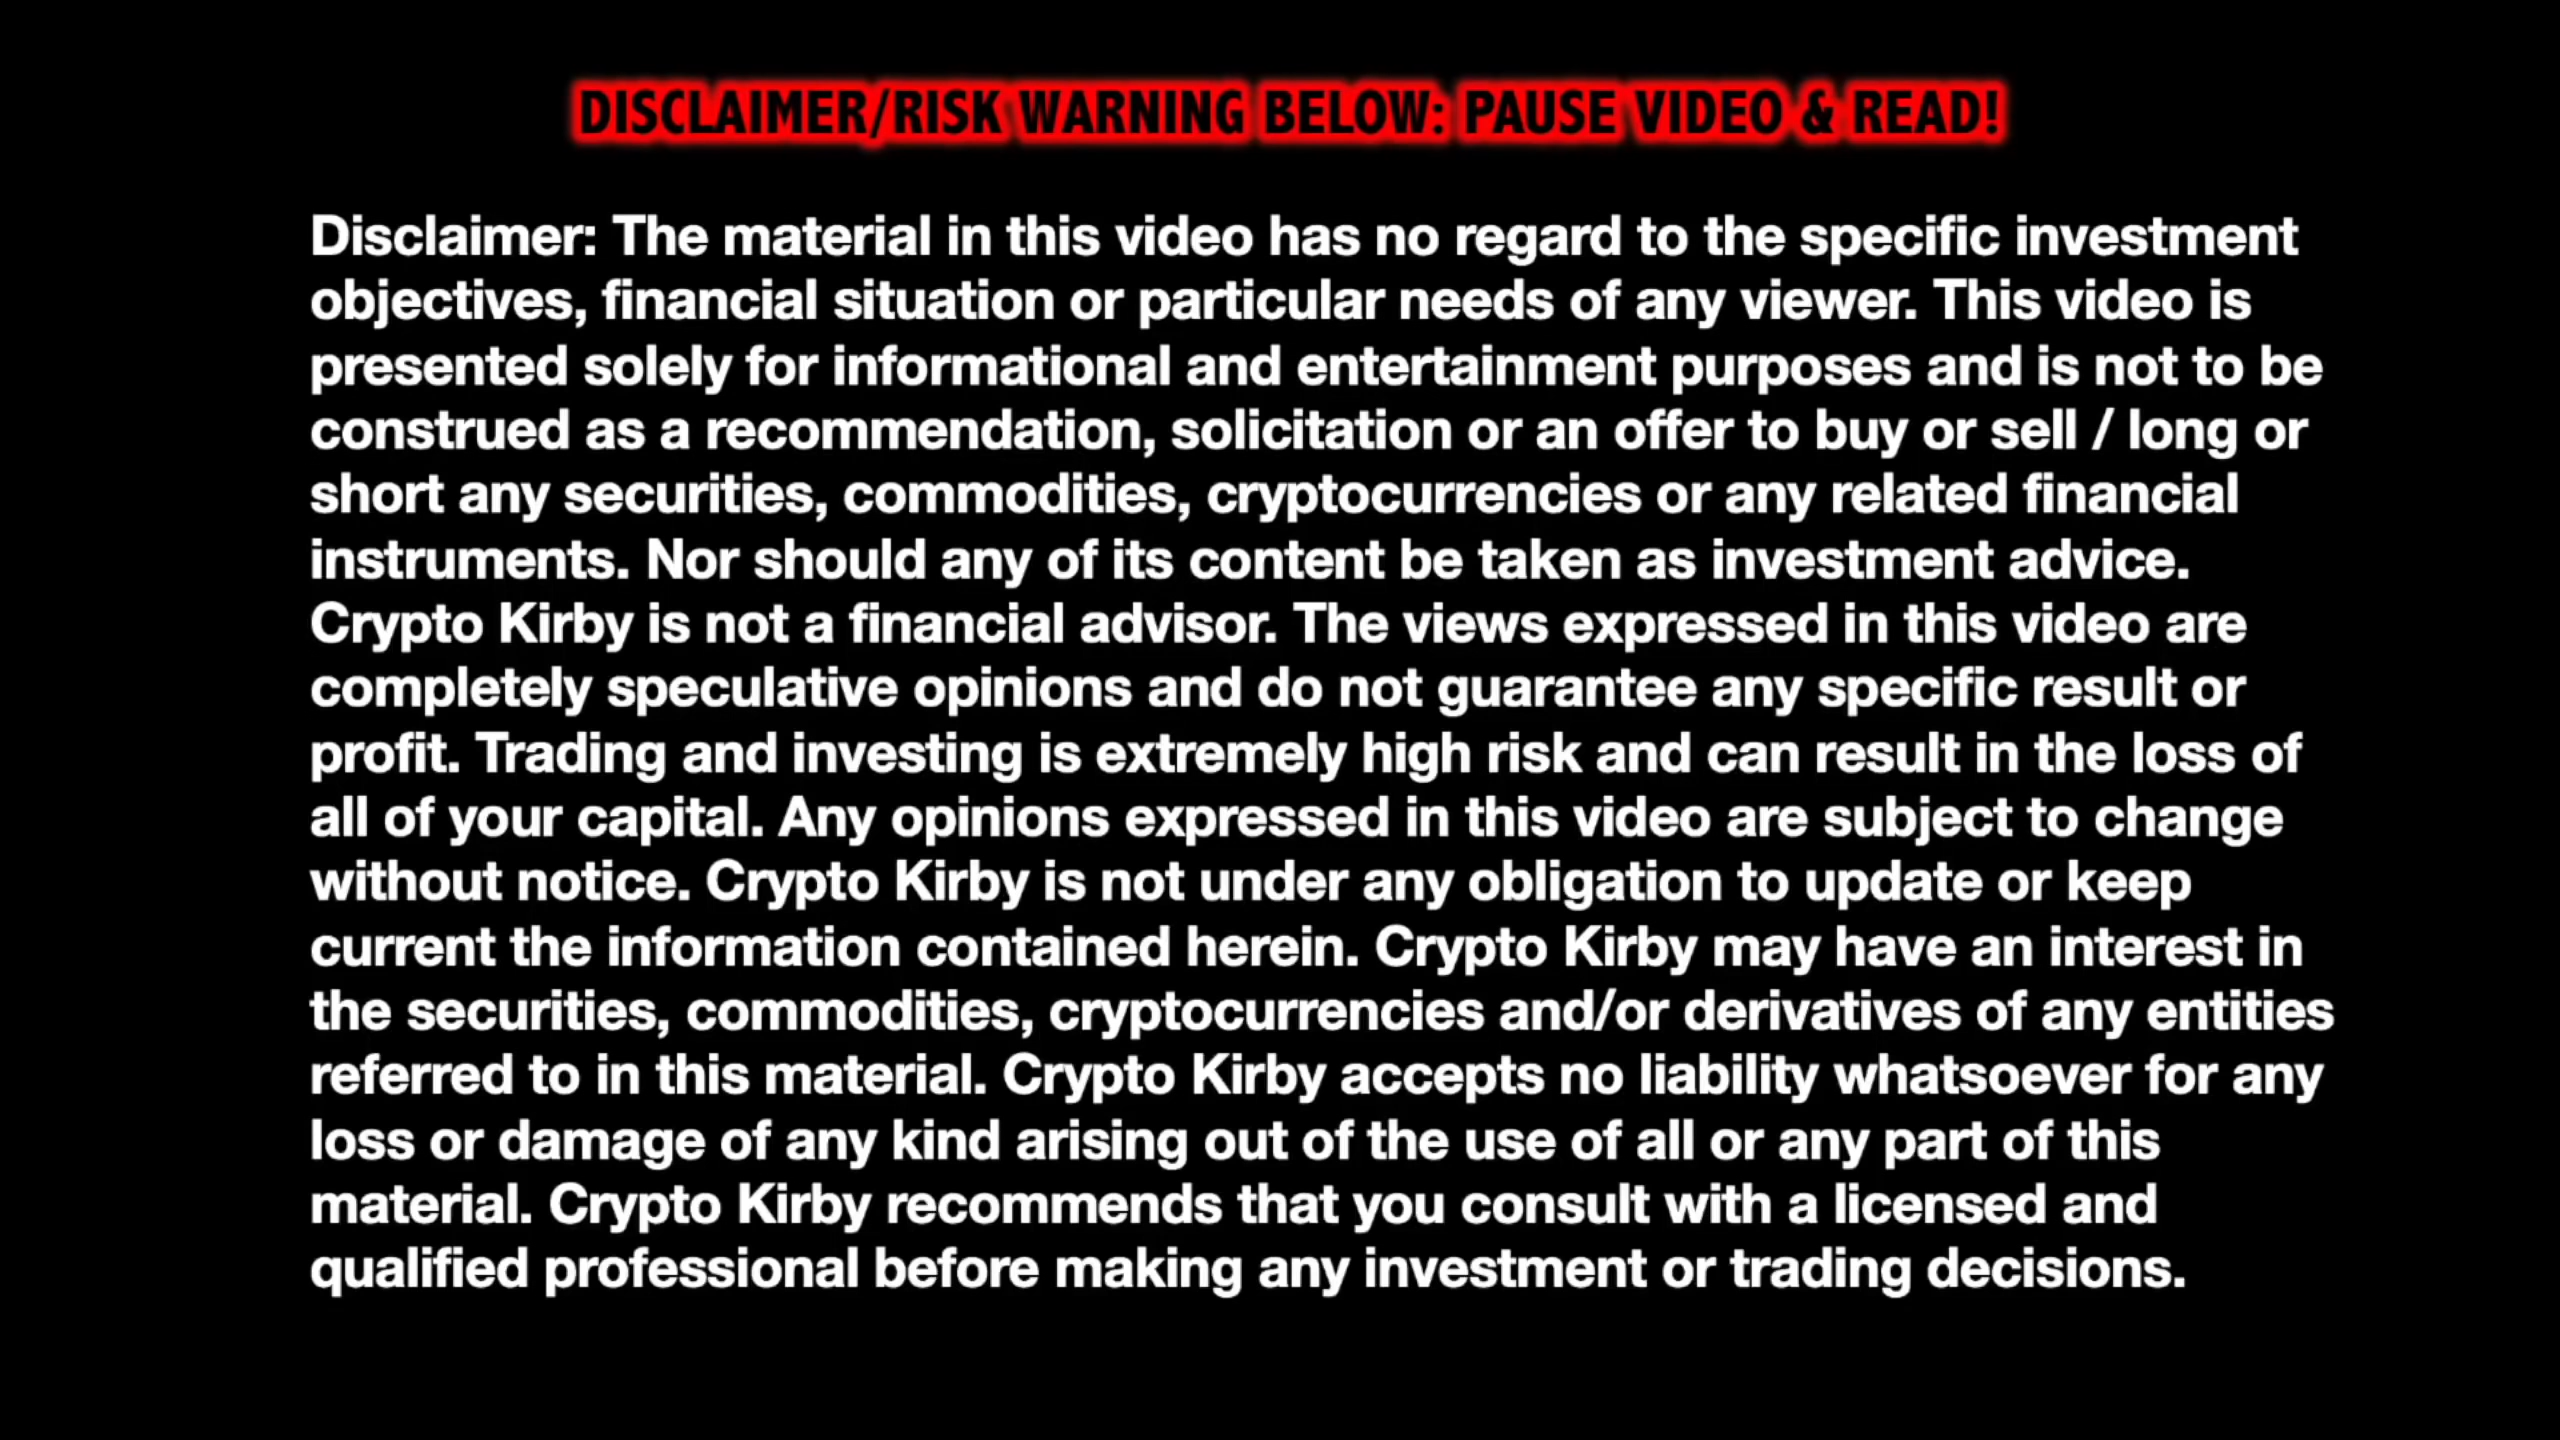 DISCLAIMER/RISK WARNING BELOW: PAUSE VIDEO & READ!
Disclaimer: The material in this video has no regard to the specific investment
objectives, financial situation or particular needs of any viewer. This video is
presented solely for informational and entertainment purposes and is not to be
construed as a recommendation, solicitation or an offer to buy or sell / long or
short any securities, commodities, cryptocurrencies or any related financial
instruments. Nor should any of its content be taken as investment advice.
Crypto Kirby is not a financial advisor. The views expressed in this video are
completely speculative opinions and do not guarantee any specific result or
profit. Trading and investing is extremely high risk and can result in the loss of
all of your capital. Any opinions expressed in this video are subject to change
without notice. Crypto Kirby is not under any obligation to update or keep
current the information contained herein. Crypto Kirby may have an interest in
the securities, commodities, cryptocurrencies and/or derivatives of any entities
referred to in this material. Crypto Kirby accepts no liability whatsoever for any
loss or damage of any kind arising out of the use of all or any part of this
material. Crypto Kirby recommends that you consult with a licensed and
qualified professional before making any investment or trading decisions.